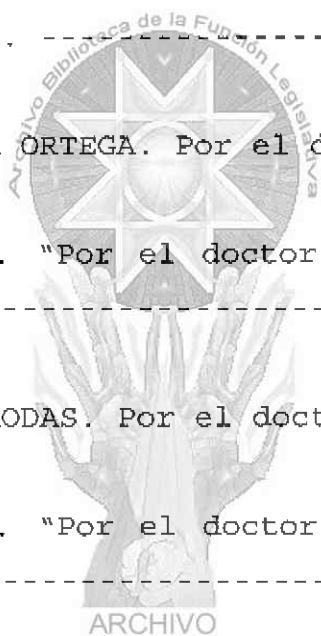 Archivo Biblioteca de la Función Legislativa
ORTEGA. Por el d
. "Por el doctor
ODAS. Por el doct
. "Por el doctor
ARCHIVO